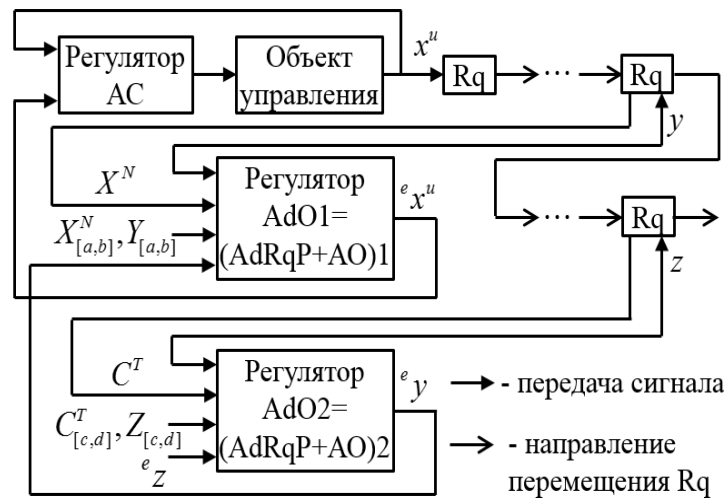 Регулятор
АС
Объект
управления
x^u
Rq
...
Rq
y
X^N
X^N_[a,b], Y_[a,b]
Регулятор
AdO1=
(AdRqP+AO)1
^e x^u
...
Rq
z
C^T
C^T_[c,d], Z_[c,d]
^e z
Регулятор
AdO2=
(AdRqP+AO)2
^e y
- передача сигнала
- направление
перемещения Rq